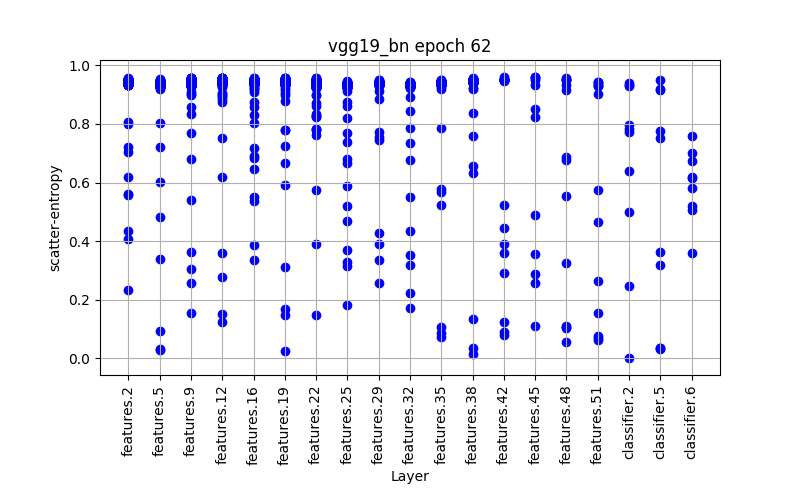 vgg19_bn epoch 62
scatter-entropy
1.0
0.8
0.6
0.4
0.2
0.0
features.2
features.5
features.9
features.12
features.16
features.19
features.22
features.25
features.29
features.32
features.35
features.38
features.42
features.45
features.48
features.51
classifier.2
classifier.5
classifier.6
Layer